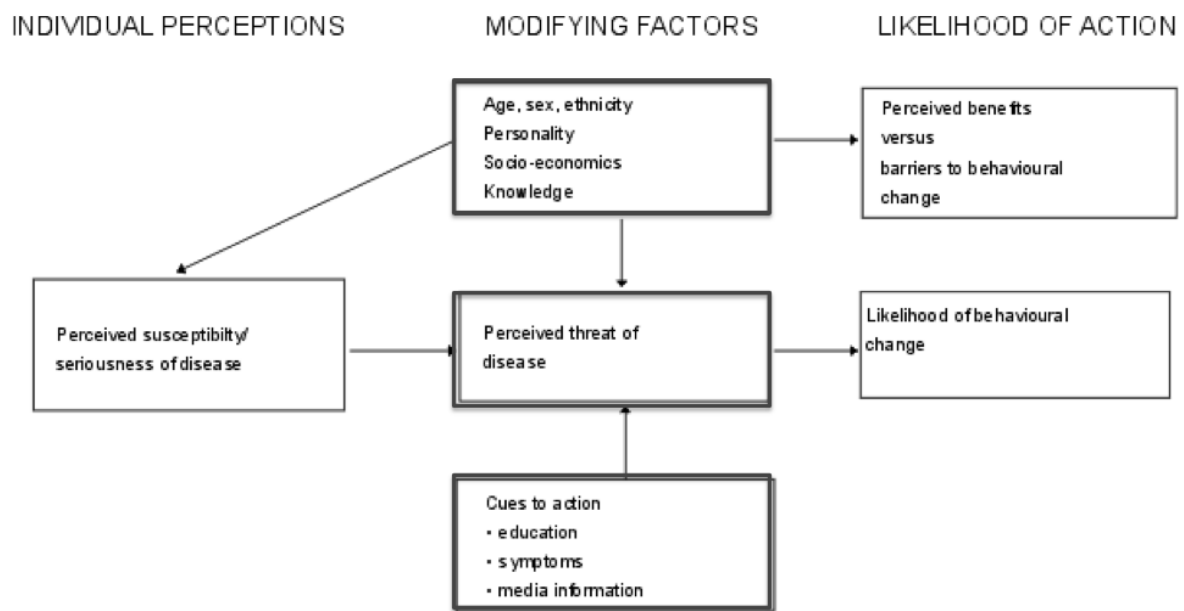 INDIVIDUAL PERCEPTIONS
MODIFYING FACTORS
LIKELIHOOD OF ACTION
Age, sex, ethnicity
Personality
Socio-economics
Knowledge
Perceived benefits
versus
barriers to behavioural
change
Perceived susceptibilty/
seriousness of disease
Perceived threat of
disease
Likelihood of behavioural
change
Cues to action
• education
• symptoms
• media information